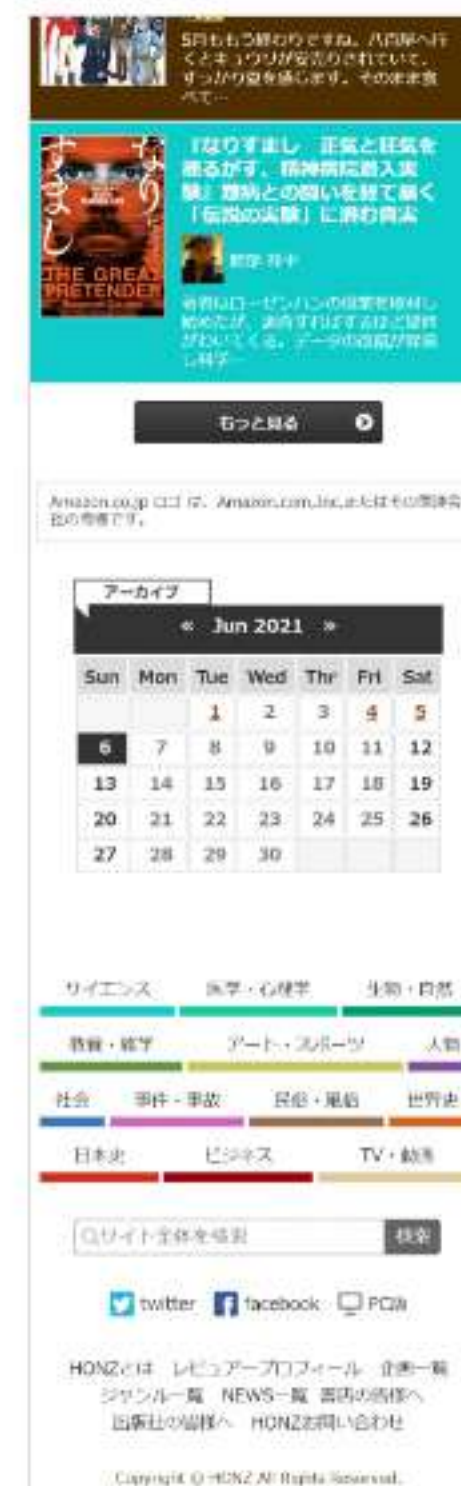 5月ももう終わりですね。八百屋へ行
くとキュウリが安売りされていて、
すっかり夏を感じます。そのまま食
べて…
なりすまし
THE GREAT
PRETENDER
『なりすまし 正気と狂気を
揺るがす、精神病院潜入実
験』難病との闘いを経て暴く
「伝説の実験」に潜む真実
著者はローゼンハンの
始めたが、調査すればするほど疑惑
がわいてくる。データの
し科学…
もっと見る
Amazon.co.jp ロゴ は、Amazon.com, Inc.またはその関連会
社の商標です。
アーカイブ
« Jun 2021 »
Sun Mon Tue Wed Thr Fri Sat
1 2 3 4 5
6 7 8 9 10 11 12
13 14 15 16 17 18 19
20 21 22 23 24 25 26
27 28 29 30
サイエンス 医学・心理学 生物・自然
教養・雑学 アート・スポーツ 人物
社会 事件・事故 民俗・風俗 世界史
日本史 ビジネス TV・動画
サイト全体を検索 検索
twitter facebook PC版
HONZとは レビュアープロフィール 企画一覧
ジャンル一覧 NEWS一覧 書店の皆様へ
出版社の皆様へ HONZお問い合わせ
Copyright © HONZ All Rights Reserved.